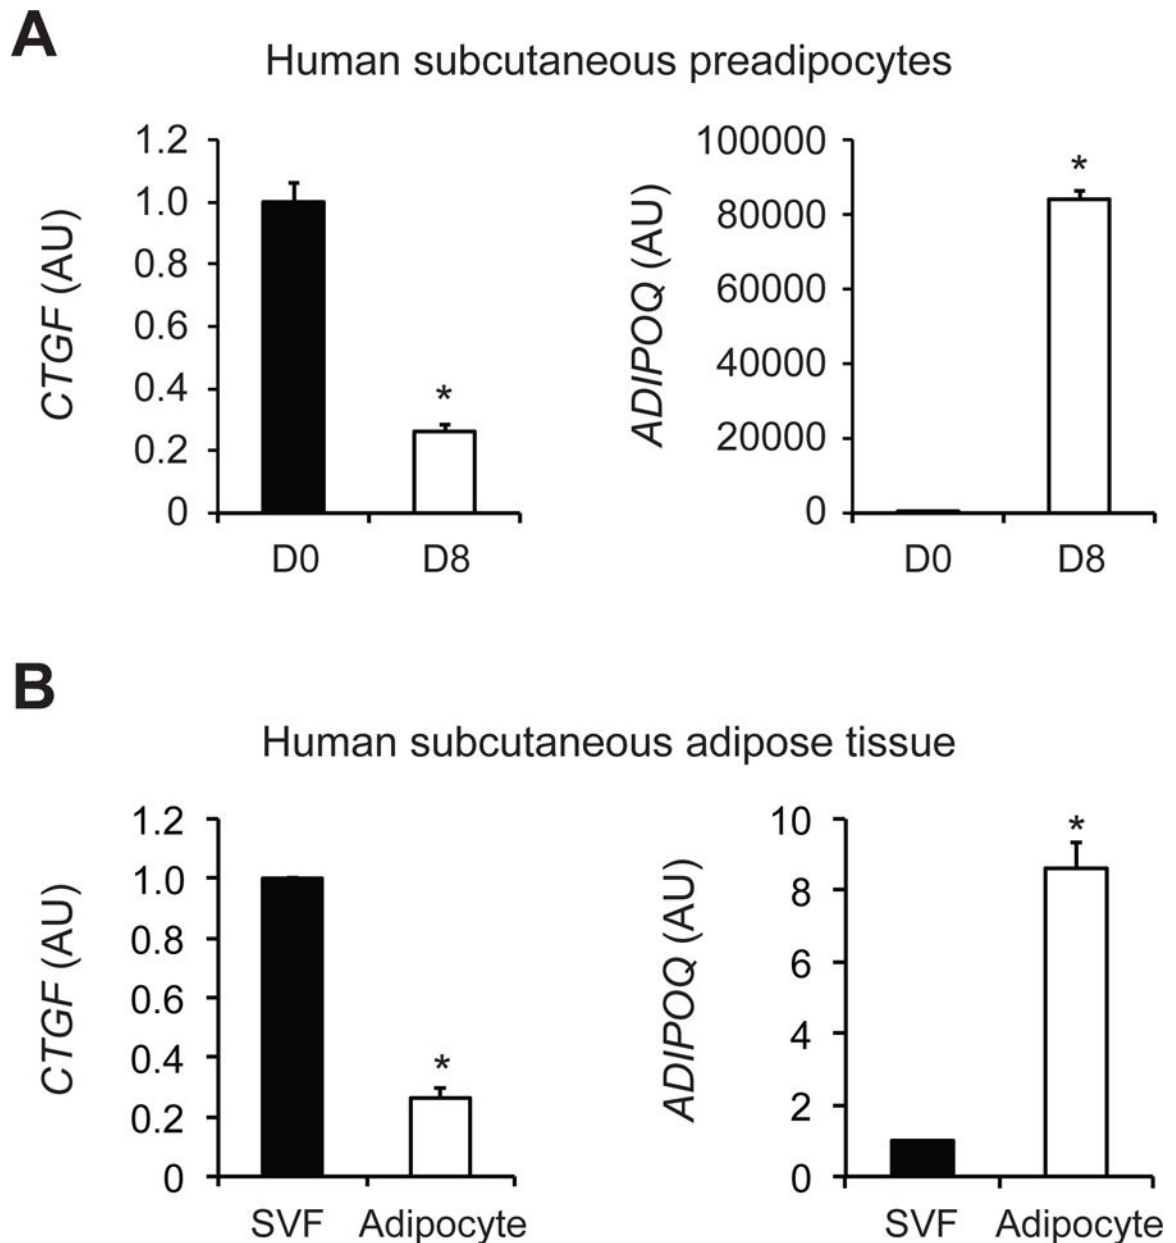 A
Human subcutaneous preadipocytes
CTGF (AU)
1.2
1.0
0.8
0.6
0.4
0.2
0
*
D0 D8
ADIPOQ (AU)
100000
80000
60000
40000
20000
0
*
D0 D8
B
Human subcutaneous adipose tissue
CTGF (AU)
1.2
1.0
0.8
0.6
0.4
0.2
0
*
SVF Adipocyte
ADIPOQ (AU)
10
8
6
4
2
0
*
SVF Adipocyte